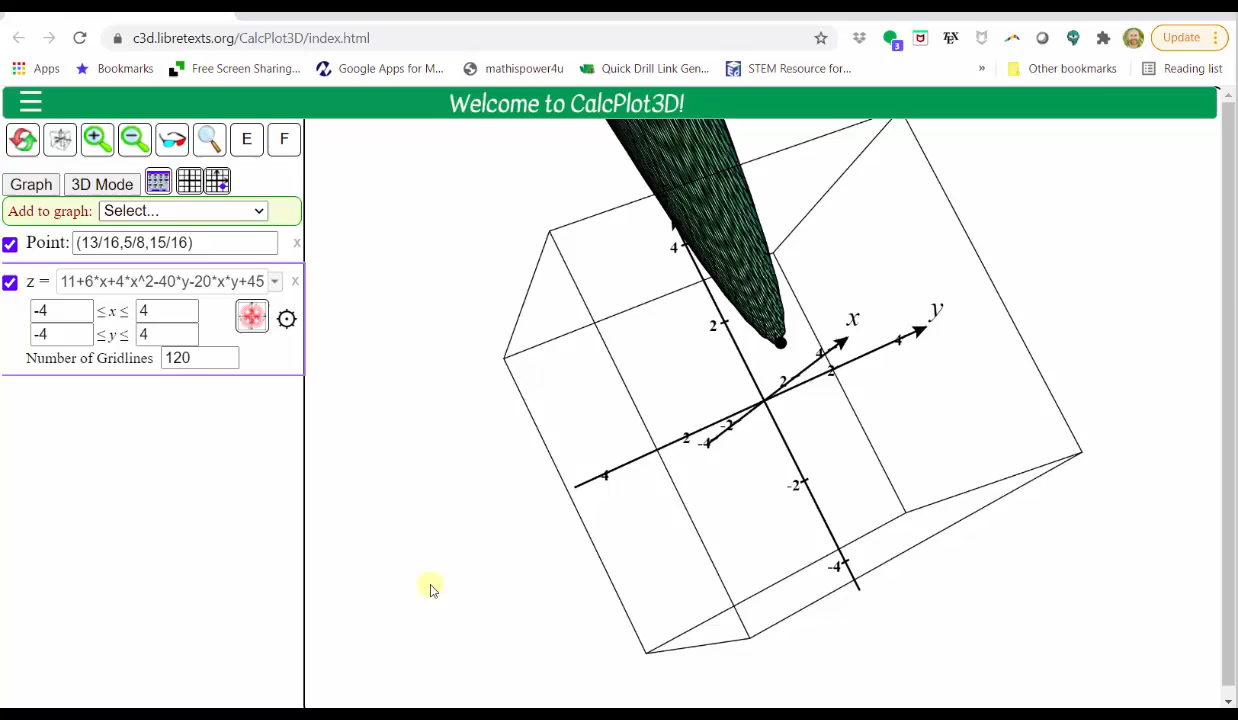 c3d.libretexts.org/CalcPlot3D/index.html
3
TEX
Update
Apps
Bookmarks
Free Screen Sharing...
Google Apps for M...
mathispower4u
Quick Drill Link Gen...
STEM Resource for...
»
Other bookmarks
Reading list
Welcome to CalcPlot3D!
E
F
Graph
3D Mode
Add to graph:
Select...
Point:
(13/16,5/8,15/16)
x
z =
11+6*x+4*x^2-40*y-20*x*y+45
x
-4
≤ x ≤
4
-4
≤ y ≤
4
Number of Gridlines
120
4
2
x
y
4
4
2
2
-2
2
-4
4
-2
-4